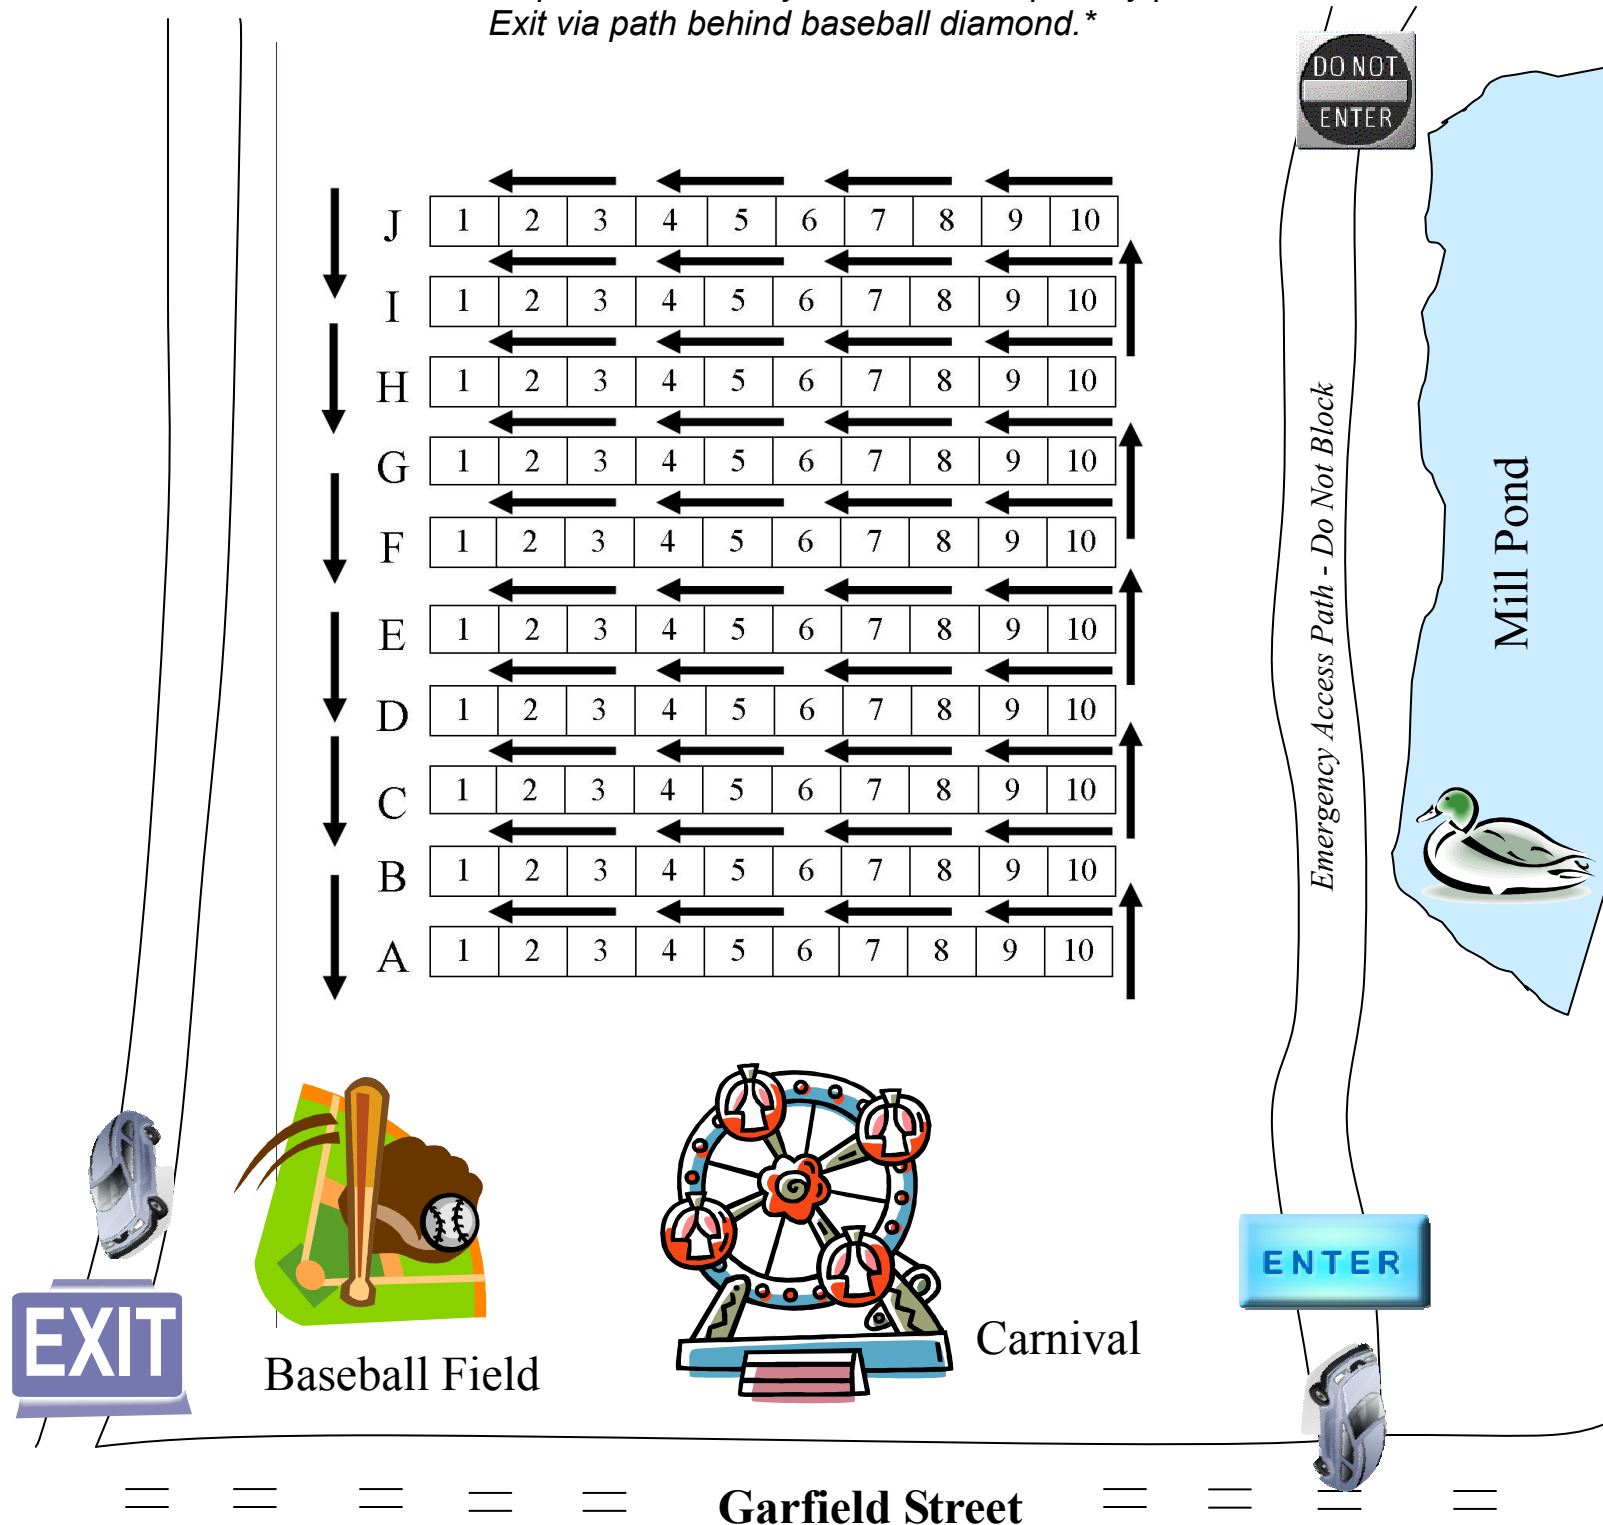 Exit via path behind baseball diamond.*
DO NOT
ENTER
J 1 2 3 4 5 6 7 8 9 10
I 1 2 3 4 5 6 7 8 9 10
H 1 2 3 4 5 6 7 8 9 10
G 1 2 3 4 5 6 7 8 9 10
F 1 2 3 4 5 6 7 8 9 10
E 1 2 3 4 5 6 7 8 9 10
D 1 2 3 4 5 6 7 8 9 10
C 1 2 3 4 5 6 7 8 9 10
B 1 2 3 4 5 6 7 8 9 10
A 1 2 3 4 5 6 7 8 9 10
Emergency Access Path - Do Not Block
Mill Pond
ENTER
EXIT
Baseball Field
Carnival
Garfield Street